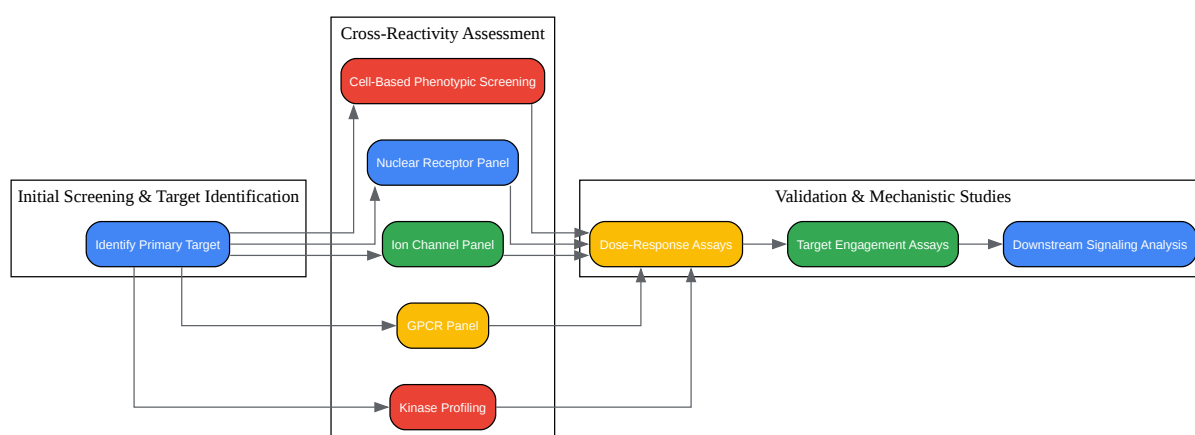 Initial Screening & Target Identification
Identify Primary Target
Cross-Reactivity Assessment
Cell-Based Phenotypic Screening
Nuclear Receptor Panel
Ion Channel Panel
GPCR Panel
Kinase Profiling
Validation & Mechanistic Studies
Dose-Response Assays
Target Engagement Assays
Downstream Signaling Analysis